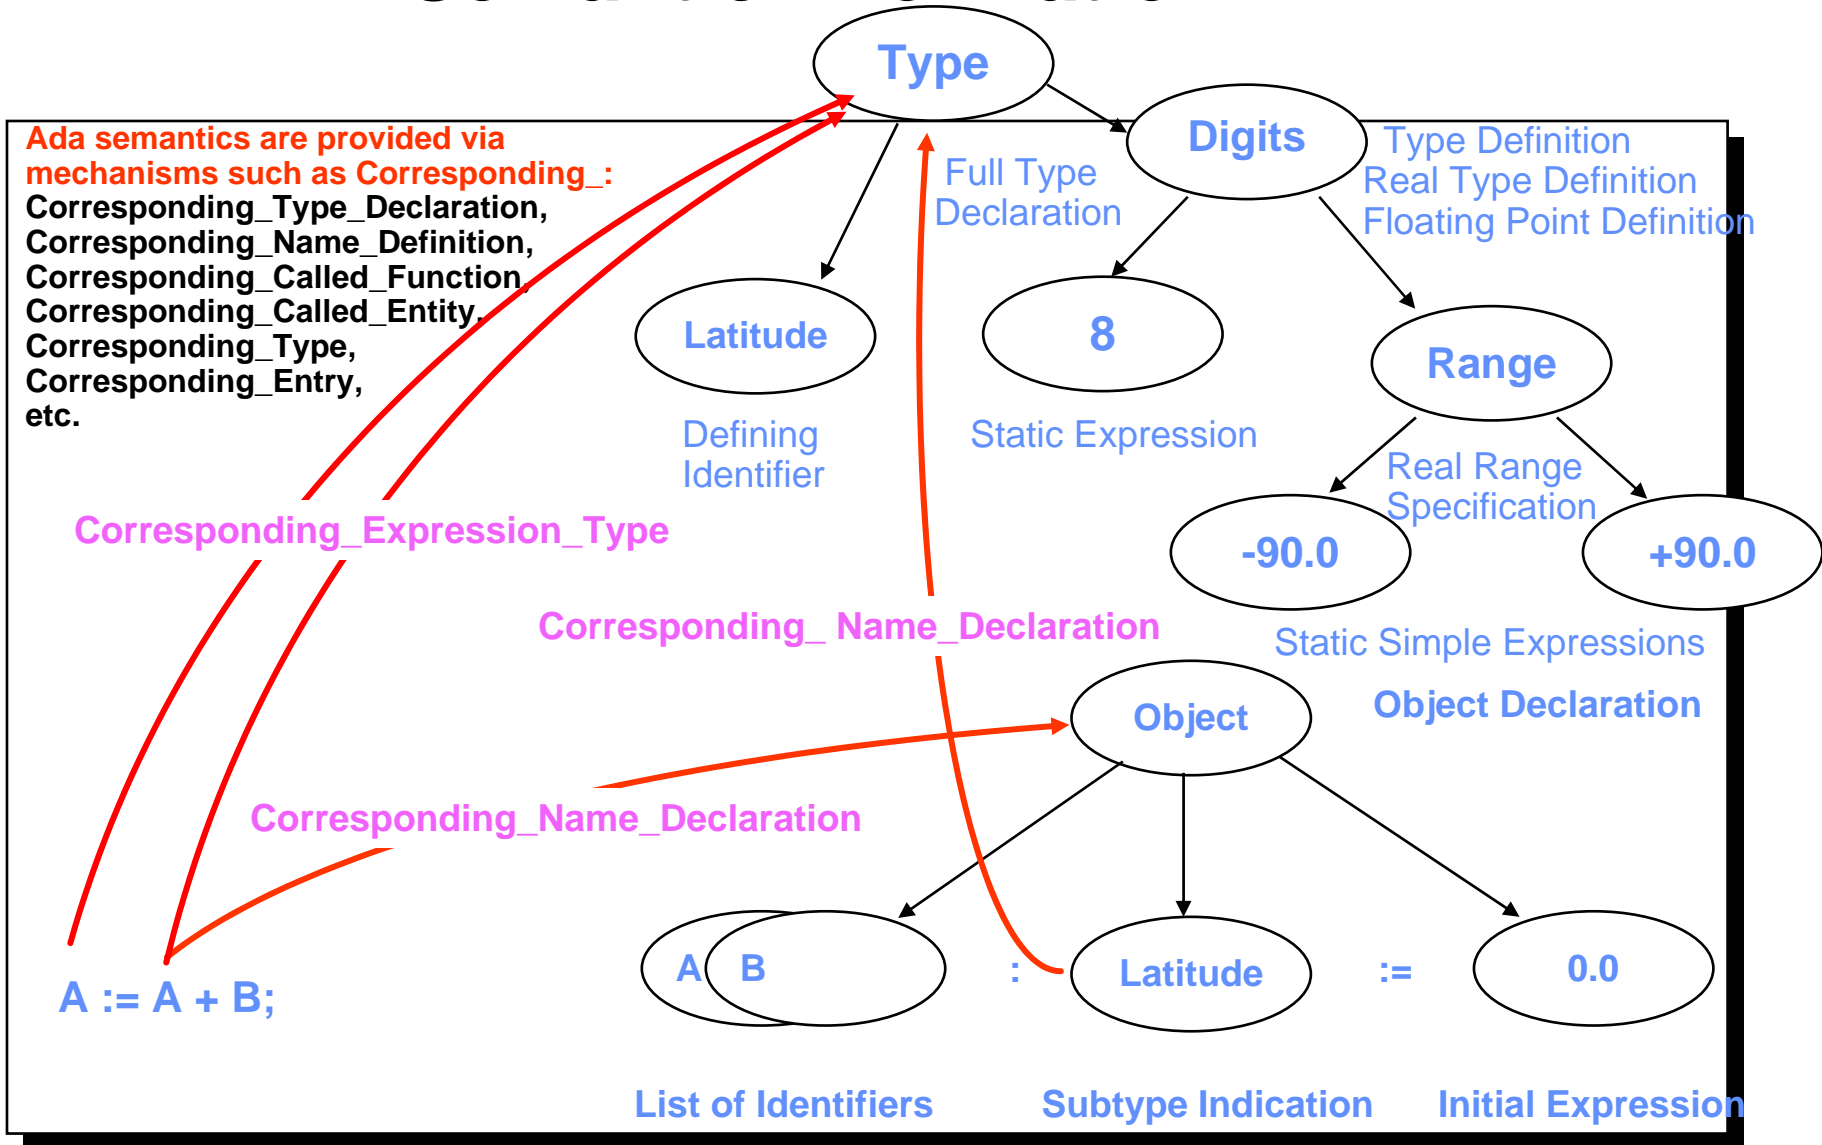 Type
Digits
Ada semantics are provided via
mechanisms such as Corresponding_:
Corresponding_Type_Declaration,
Corresponding_Name_Definition,
Corresponding_Called_Function,
Corresponding_Called_Entity,
Corresponding_Type,
Corresponding_Entry,
etc.
Full Type
Declaration
Type Definition
Real Type Definition
Floating Point Definition
Latitude
8
Range
Defining
Identifier
Static Expression
Real Range
Specification
-90.0
+90.0
Static Simple Expressions
Corresponding_Expression_Type
Corresponding_ Name_Declaration
Object
Object Declaration
Corresponding_Name_Declaration
A := A + B;
A B : Latitude := 0.0
List of Identifiers
Subtype Indication
Initial Expression